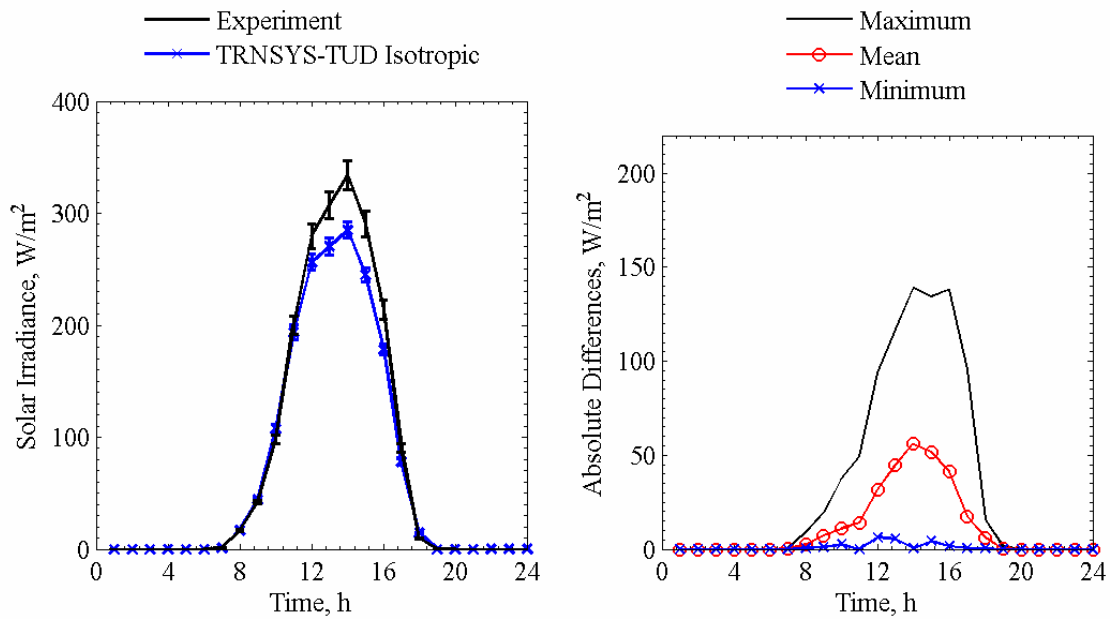 Experiment
TRNSYS-TUD Isotropic
400
300
200
100
0
0 4 8 12 16 20 24
Solar Irradiance, W/m²
Time, h
Maximum
Mean
Minimum
200
150
100
50
0
0 4 8 12 16 20 24
Absolute Differences, W/m²
Time, h